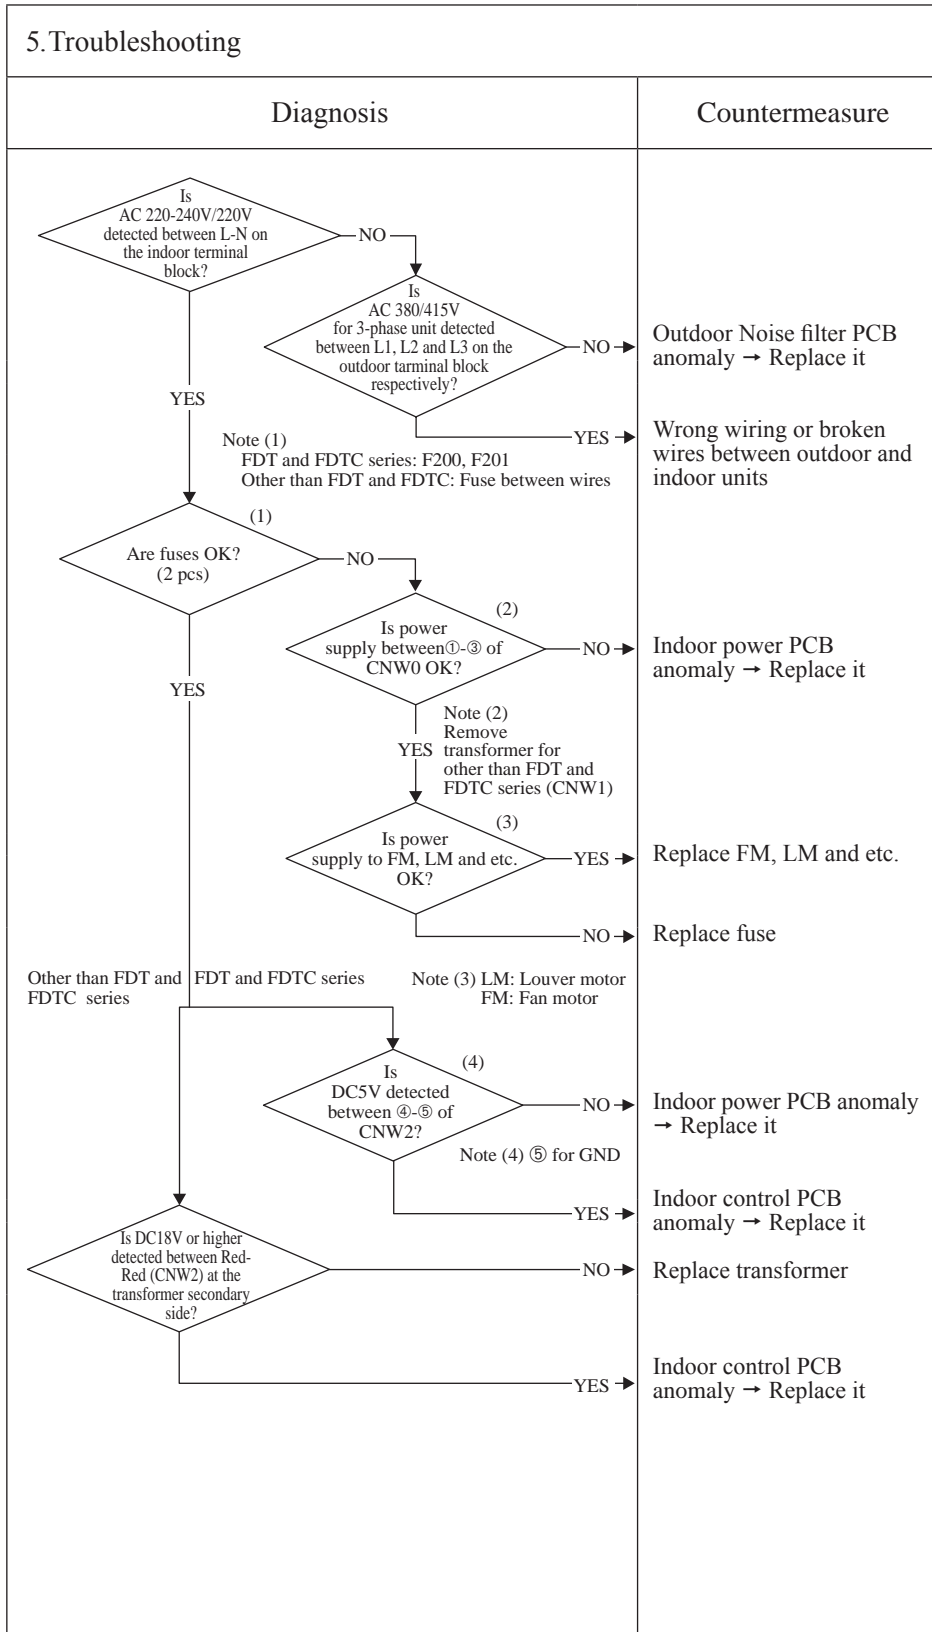 5.Troubleshooting
Diagnosis
Countermeasure
Is
AC 220-240V/220V
detected between L-N on
the indoor terminal
block?
NO
Is
AC 380/415V
for 3-phase unit detected
between L1, L2 and L3 on the
outdoor tarminal block
respectively?
NO
Outdoor Noise filter PCB
anomaly → Replace it
YES
YES
Wrong wiring or broken
wires between outdoor and
indoor units
Note (1)
FDT and FDTC series: F200, F201
Other than FDT and FDTC: Fuse between wires
(1)
Are fuses OK?
(2 pcs)
NO
(2)
Is power
supply between①-③ of
CNW0 OK?
NO
Indoor power PCB
anomaly → Replace it
YES
YES
Note (2)
Remove
transformer for
other than FDT and
FDTC series (CNW1)
(3)
Is power
supply to FM, LM and etc.
OK?
YES
Replace FM, LM and etc.
NO
Replace fuse
Other than FDT and
FDTC series
FDT and FDTC series
Note (3) LM: Louver motor
FM: Fan motor
(4)
Is
DC5V detected
between ④-⑤ of
CNW2?
NO
Indoor power PCB anomaly
→ Replace it
Note (4) ⑤ for GND
YES
Indoor control PCB
anomaly → Replace it
Is DC18V or higher
detected between Red-
Red (CNW2) at the
transformer secondary
side?
NO
Replace transformer
YES
Indoor control PCB
anomaly → Replace it